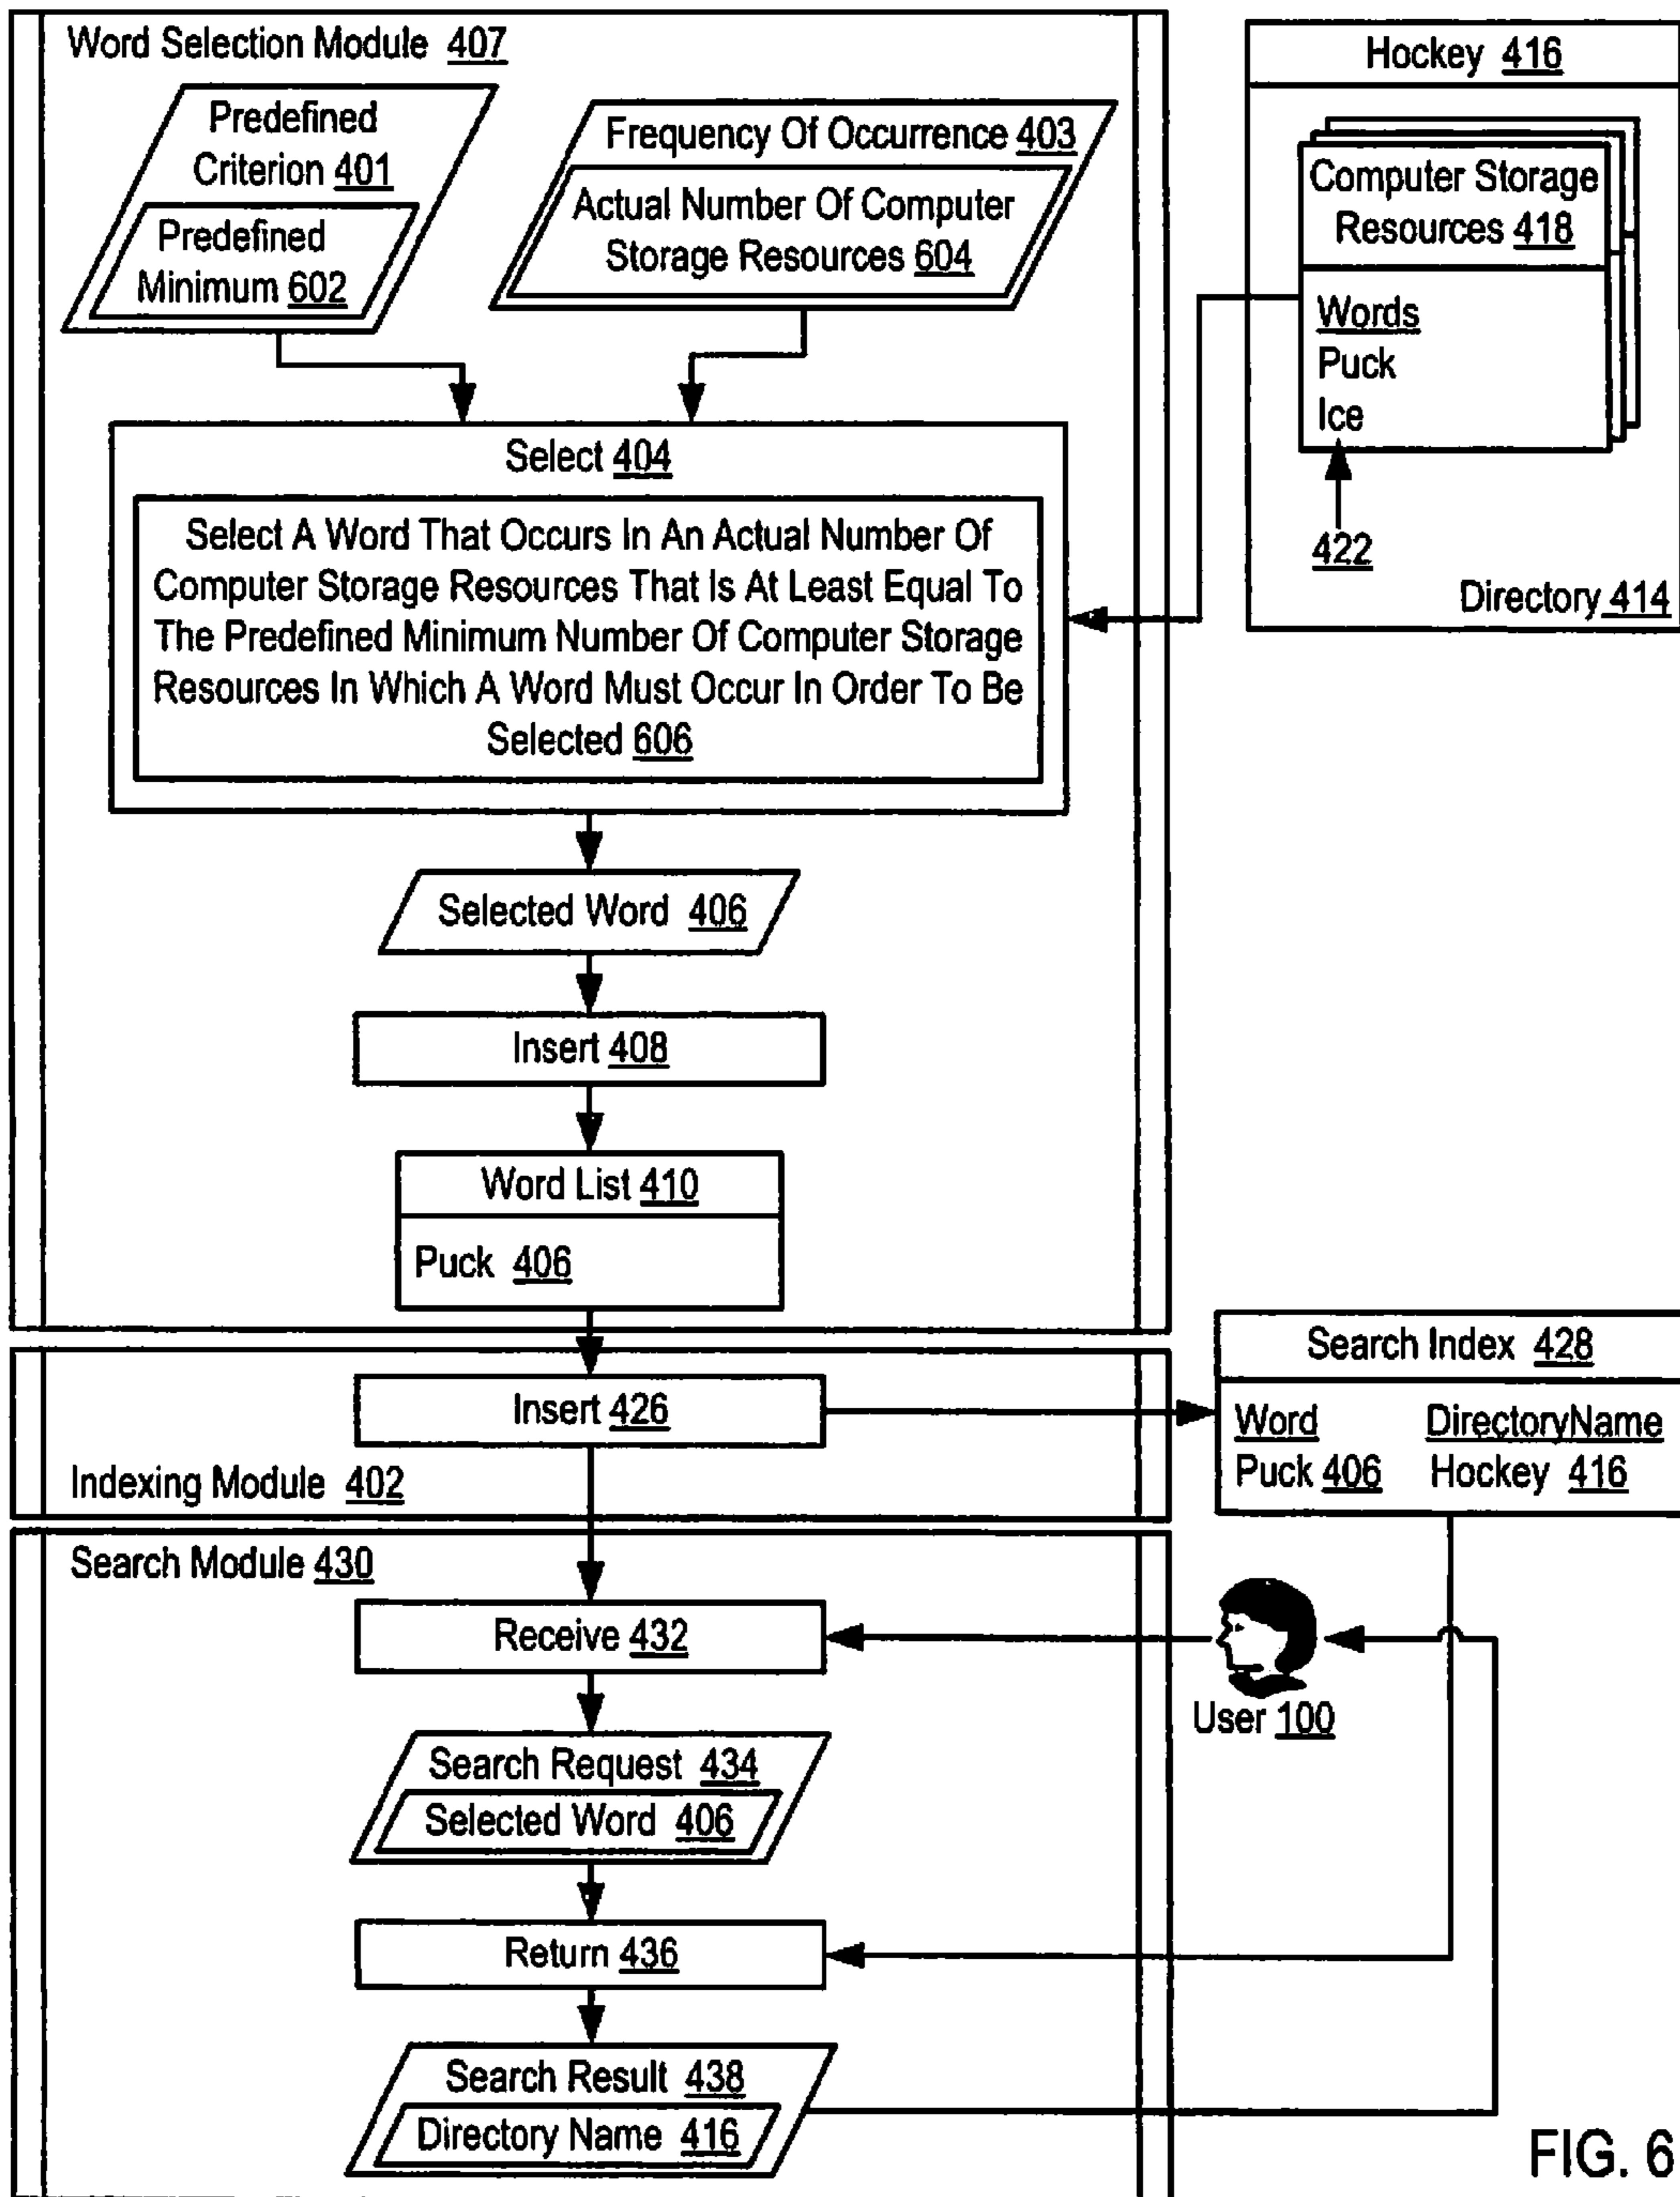 Word Selection Module 407
Predefined
Criterion 401
Predefined
Minimum 602
Frequency Of Occurrence 403
Actual Number Of Computer
Storage Resources 604
Hockey 416
Computer Storage
Resources 418
Words
Puck
Ice
422
Directory 414
Select 404
Select A Word That Occurs In An Actual Number Of
Computer Storage Resources That Is At Least Equal To
The Predefined Minimum Number Of Computer Storage
Resources In Which A Word Must Occur In Order To Be
Selected 606
Selected Word 406
Insert 408
Word List 410
Puck 406
Insert 426
Indexing Module 402
Search Index 428
Word DirectoryName
Puck 406 Hockey 416
Search Module 430
Receive 432
User 100
Search Request 434
Selected Word 406
Return 436
Search Result 438
Directory Name 416
FIG. 6